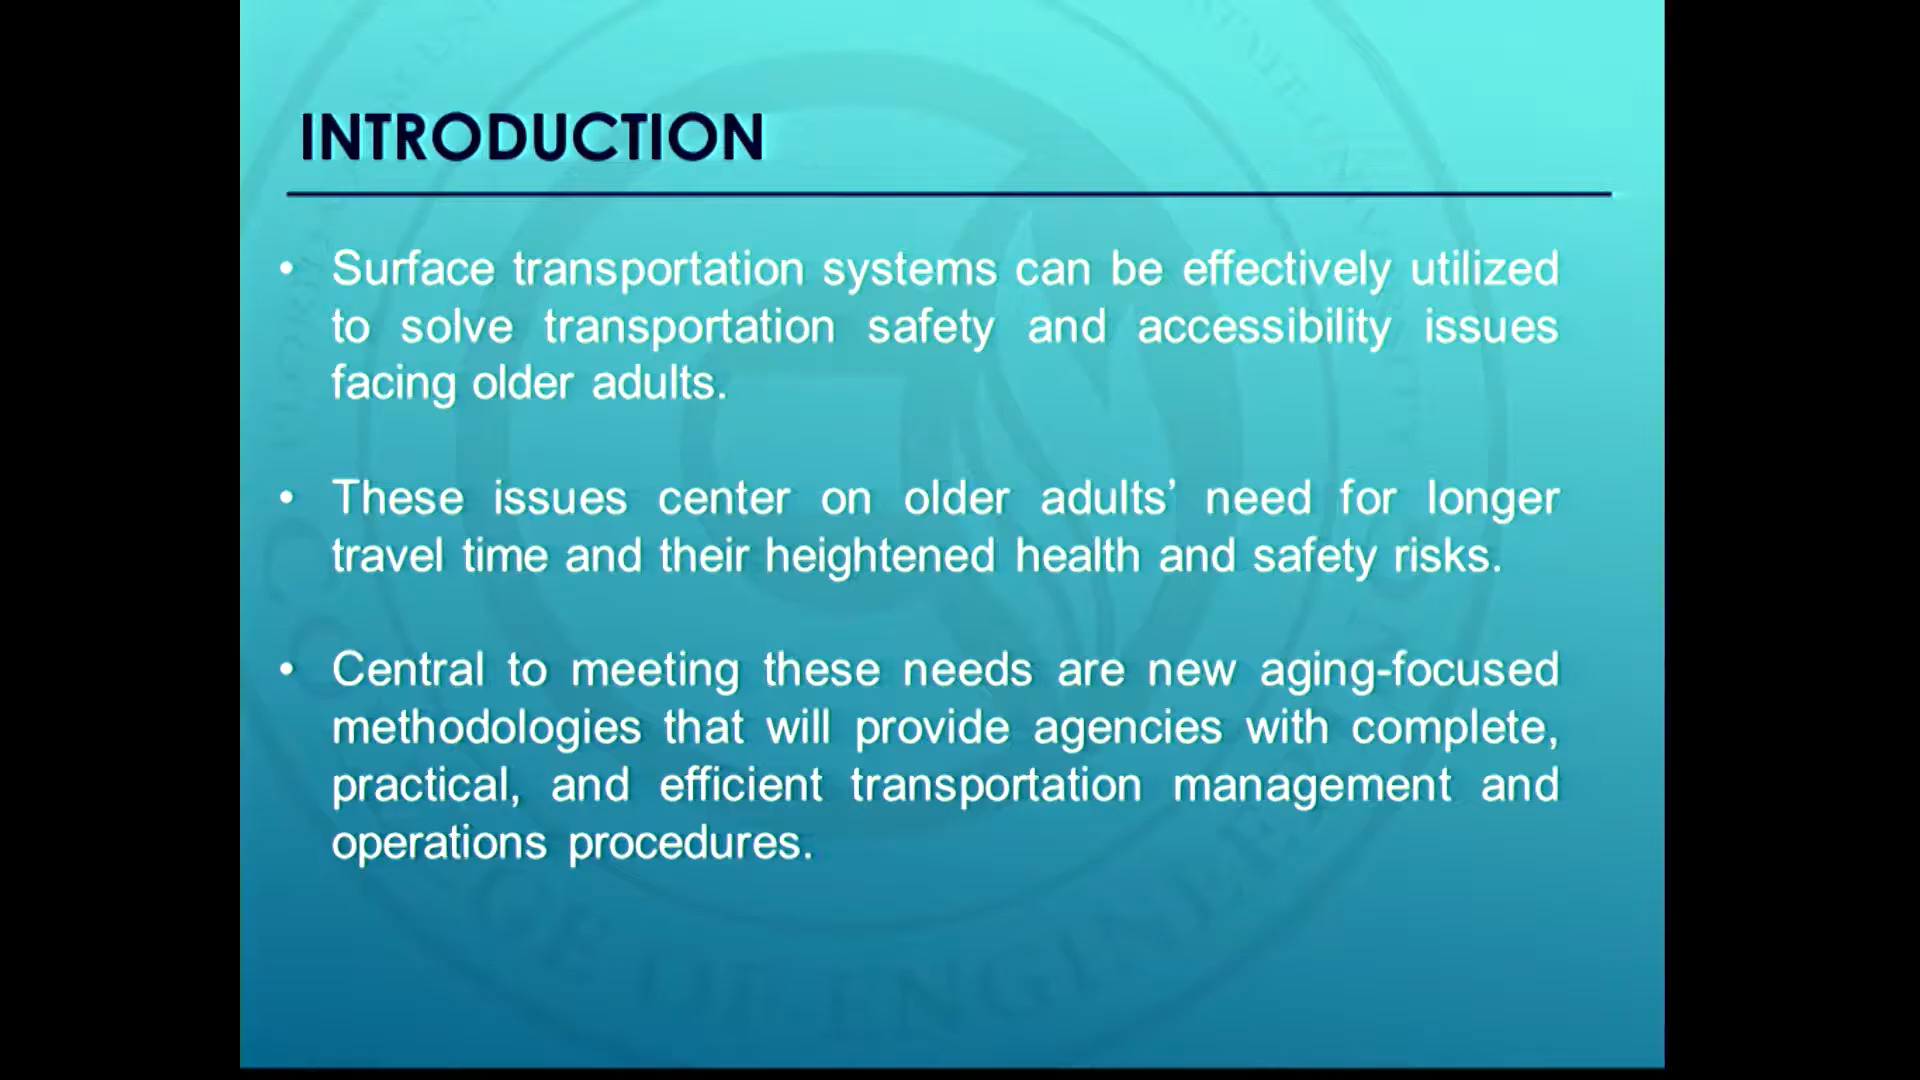 INTRODUCTION
• Surface transportation systems can be effectively utilized
to solve transportation safety and accessibility issues
facing older adults.
• These issues center on older adults’ need for longer
travel time and their heightened health and safety risks.
• Central to meeting these needs are new aging-focused
methodologies that will provide agencies with complete,
practical, and efficient transportation management and
operations procedures.
OF ENGINEERING